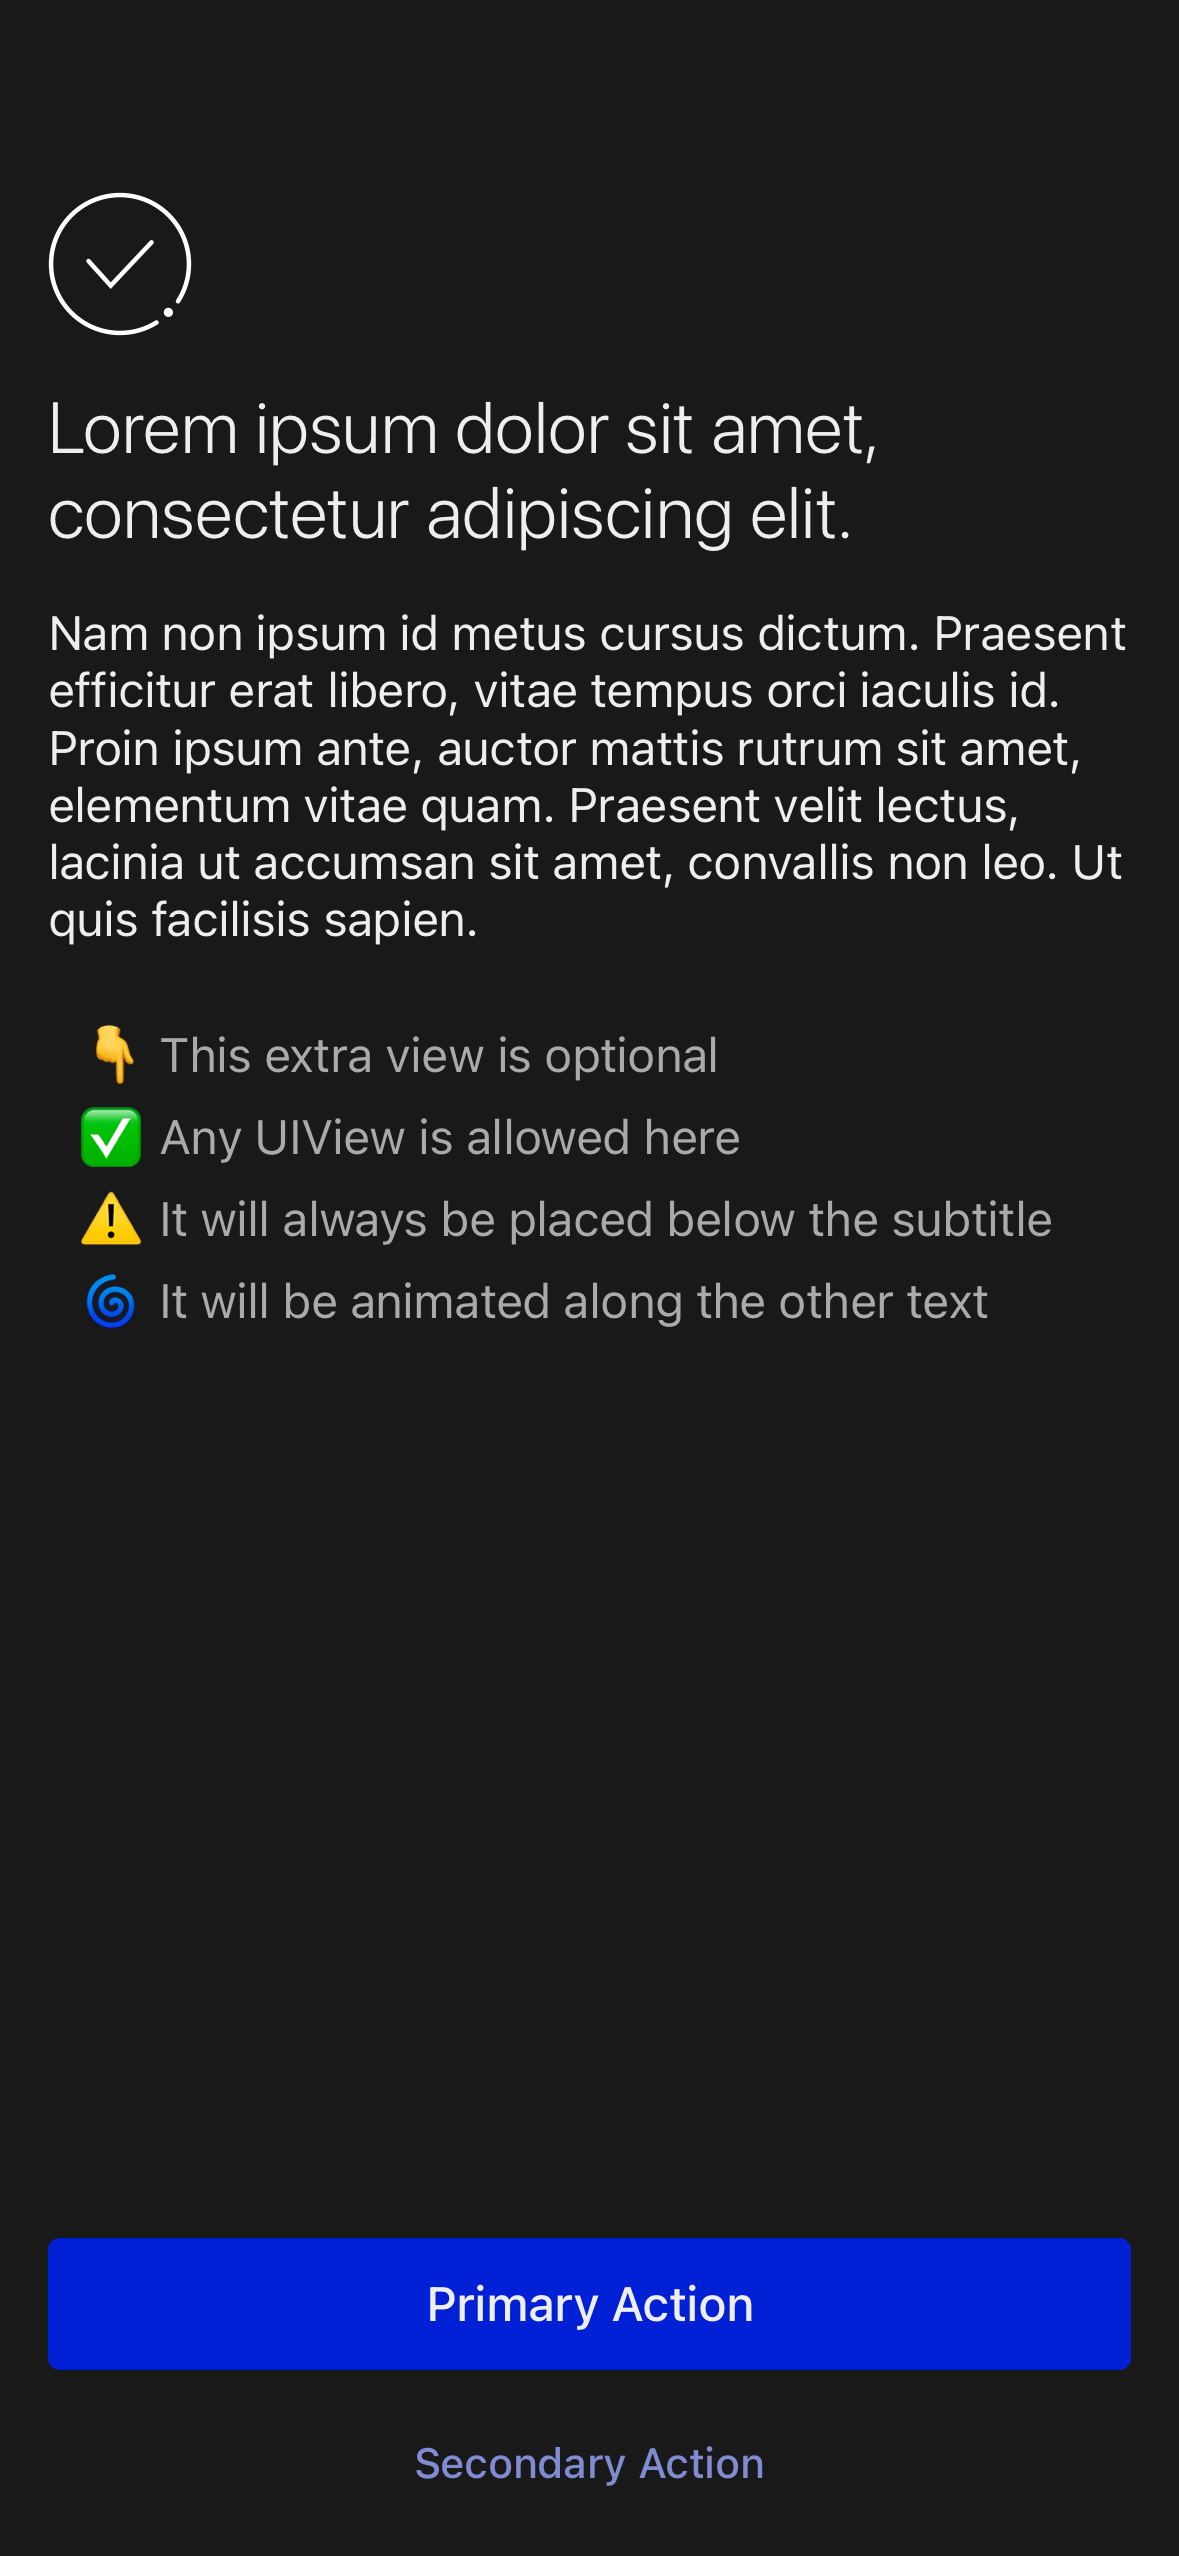 Lorem ipsum dolor sit amet,
consectetur adipiscing elit.
Nam non ipsum id metus cursus dictum. Praesent
efficitur erat libero, vitae tempus orci iaculis id.
Proin ipsum ante, auctor mattis rutrum sit amet,
elementum vitae quam. Praesent velit lectus,
lacinia ut accumsan sit amet, convallis non leo. Ut
quis facilisis sapien.
👇 This extra view is optional
✅ Any UIView is allowed here
⚠️ It will always be placed below the subtitle
🌀 It will be animated along the other text
Primary Action
Secondary Action